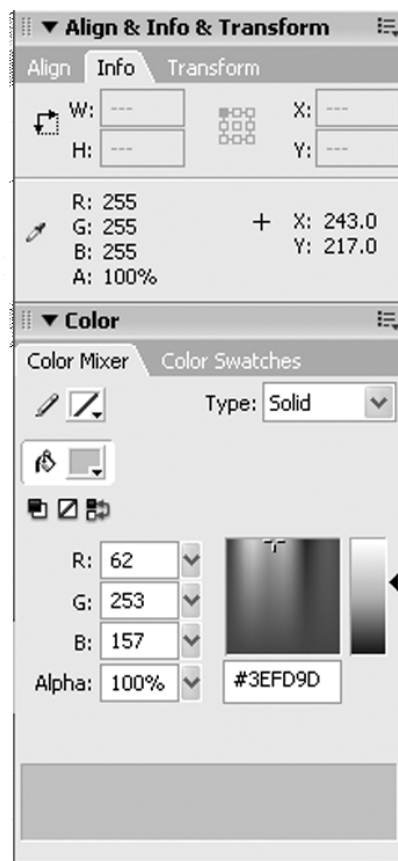 Align & Info & Transform
Align Info Transform
W: --- X: ---
H: --- Y: ---
R: 255
G: 255 + X: 243.0
B: 255 Y: 217.0
A: 100%
Color
Color Mixer Color Swatches
Type: Solid
R: 62
G: 253
B: 157
Alpha: 100% #3EFD9D